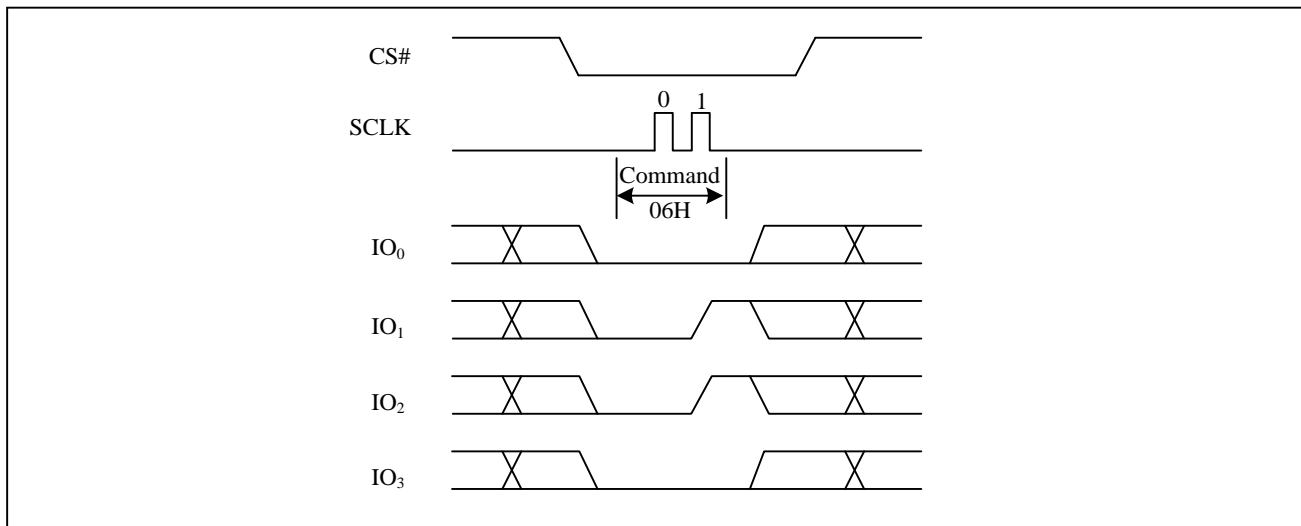 CS#
0 1
SCLK
Command
06H
IO₀
IO₁
IO₂
IO₃